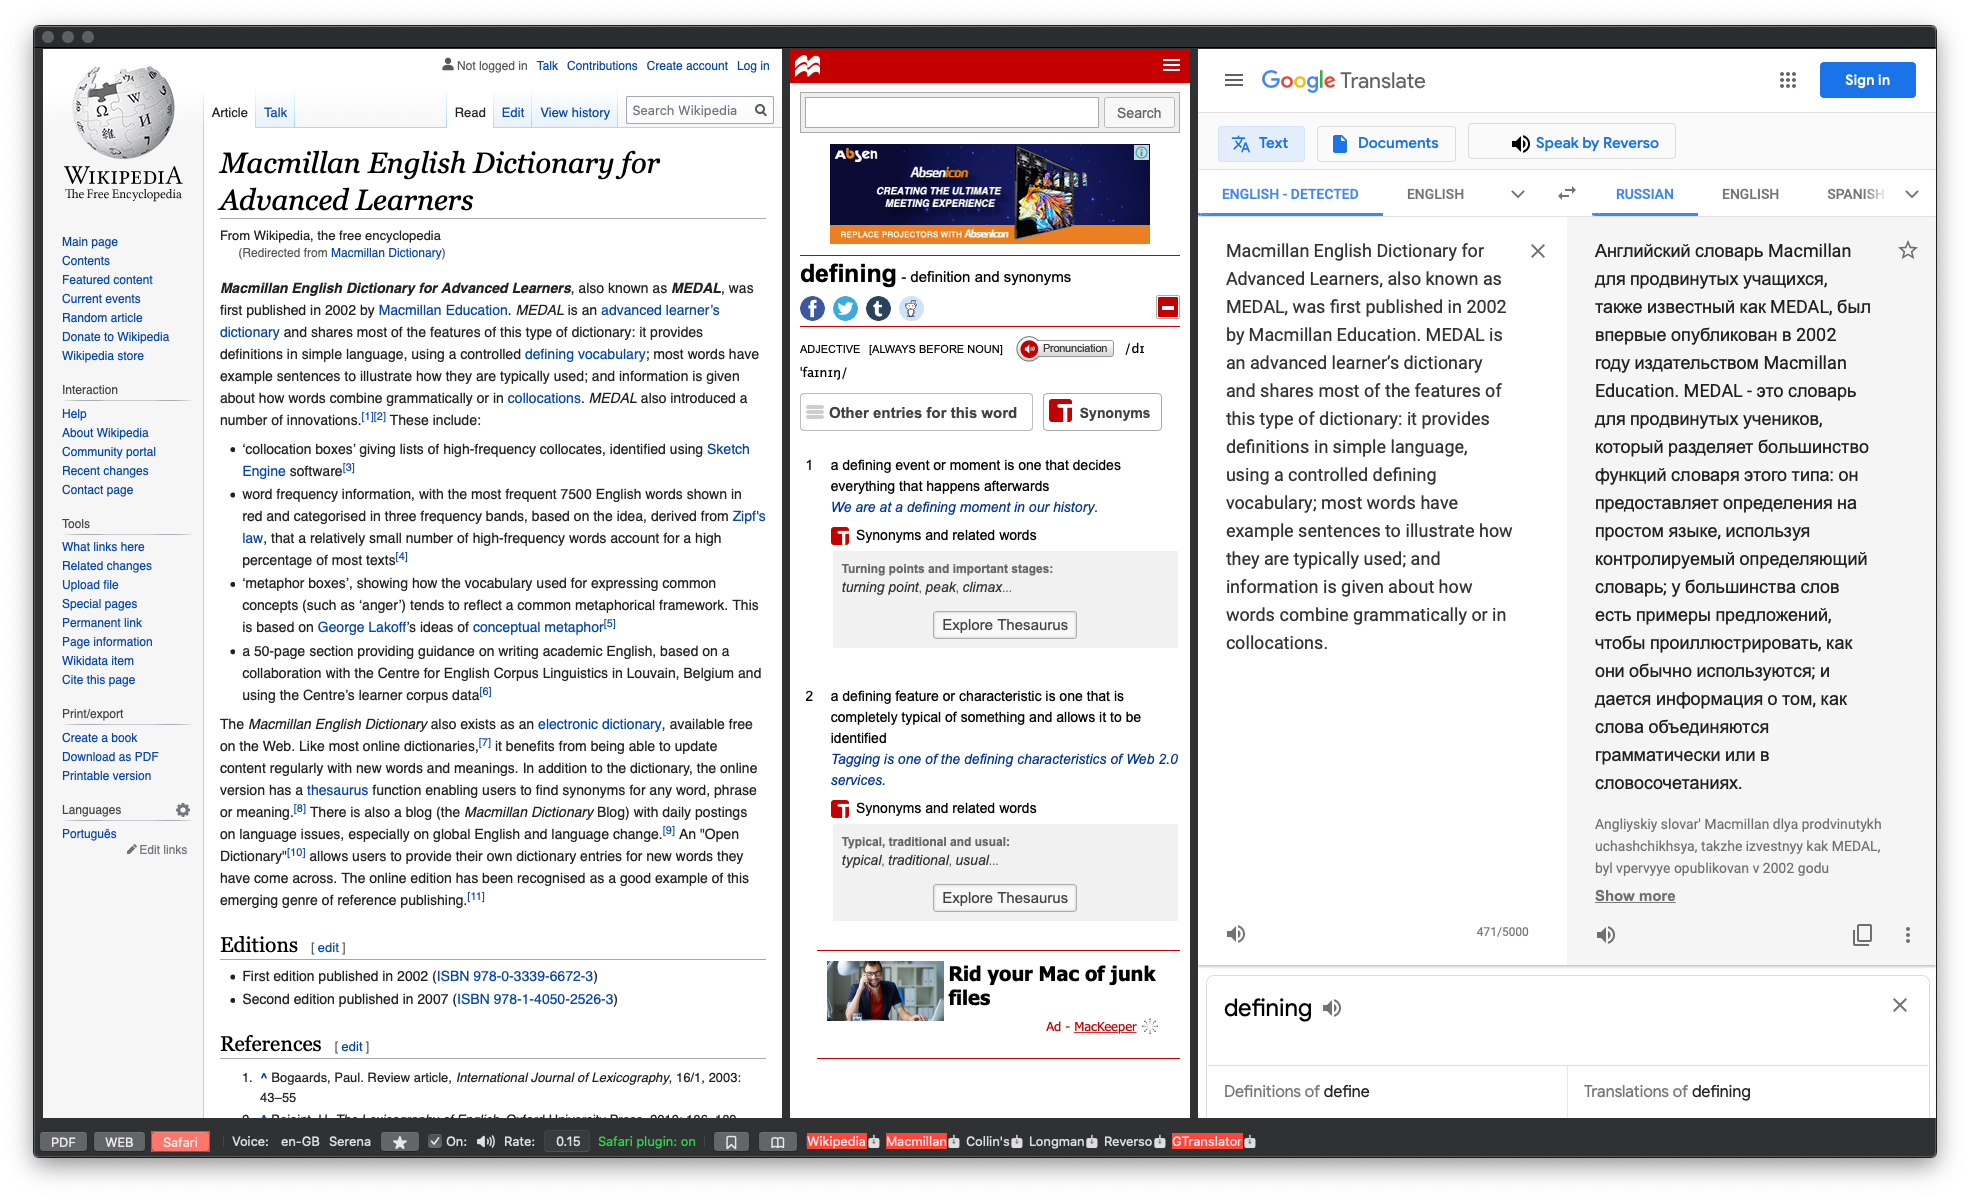 Not logged in Talk Contributions Create account Log in
WIKIPEDIA
The Free Encyclopedia
Article Talk Read Edit View history Search Wikipedia
Main page
Contents
Featured content
Current events
Random article
Donate to Wikipedia
Wikipedia store
Interaction
Help
About Wikipedia
Community portal
Recent changes
Contact page
Tools
What links here
Related changes
Upload file
Special pages
Permanent link
Page information
Wikidata item
Cite this page
Print/export
Create a book
Download as PDF
Printable version
Languages
Português
Edit links
Macmillan English Dictionary for
Advanced Learners
From Wikipedia, the free encyclopedia
(Redirected from Macmillan Dictionary)
Macmillan English Dictionary for Advanced Learners, also known as MEDAL, was
first published in 2002 by Macmillan Education. MEDAL is an advanced learner's
dictionary and shares most of the features of this type of dictionary: it provides
definitions in simple language, using a controlled defining vocabulary; most words have
example sentences to illustrate how they are typically used; and information is given
about how words combine grammatically or in collocations. MEDAL also introduced a
number of innovations.[1][2] These include:
• ‘collocation boxes’ giving lists of high-frequency collocates, identified using Sketch
Engine software[3]
• word frequency information, with the most frequent 7500 English words shown in
red and categorised in three frequency bands, based on the idea, derived from Zipf's
law, that a relatively small number of high-frequency words account for a high
percentage of most texts[4]
• ‘metaphor boxes’, showing how the vocabulary used for expressing common
concepts (such as ‘anger’) tends to reflect a common metaphorical framework. This
is based on George Lakoff’s ideas of conceptual metaphor[5]
• a 50-page section providing guidance on writing academic English, based on a
collaboration with the Centre for English Corpus Linguistics in Louvain, Belgium and
using the Centre’s learner corpus data[6]
The Macmillan English Dictionary also exists as an electronic dictionary, available free
on the Web. Like most online dictionaries,[7] it benefits from being able to update
content regularly with new words and meanings. In addition to the dictionary, the online
version has a thesaurus function enabling users to find synonyms for any word, phrase
or meaning.[8] There is also a blog (the Macmillan Dictionary Blog) with daily postings
on language issues, especially on global English and language change.[9] An "Open
Dictionary"[10] allows users to provide their own dictionary entries for new words they
have come across. The online edition has been recognised as a good example of this
emerging genre of reference publishing.[11]
Editions [ edit ]
• First edition published in 2002 (ISBN 978-0-3339-6672-3)
• Second edition published in 2007 (ISBN 978-1-4050-2526-3)
References [ edit ]
1. ^ Bogaards, Paul. Review article, International Journal of Lexicography, 16/1, 2003:
43–55
Search
Absen
AbsenIcon
CREATING THE ULTIMATE
MEETING EXPERIENCE
REPLACE PROJECTORS WITH AbsenIcon
defining - definition and synonyms
ADJECTIVE [ALWAYS BEFORE NOUN] Pronunciation /dɪ
ˈfaɪnɪŋ/
Other entries for this word Synonyms
1 a defining event or moment is one that decides
everything that happens afterwards
We are at a defining moment in our history.
Synonyms and related words
Turning points and important stages:
turning point, peak, climax...
Explore Thesaurus
2 a defining feature or characteristic is one that is
completely typical of something and allows it to be
identified
Tagging is one of the defining characteristics of Web 2.0
services.
Synonyms and related words
Typical, traditional and usual:
typical, traditional, usual...
Explore Thesaurus
Rid your Mac of junk
files
Ad - MacKeeper
Google Translate Sign in
Text Documents Speak by Reverso
ENGLISH - DETECTED ENGLISH RUSSIAN ENGLISH SPANISH
Macmillan English Dictionary for
Advanced Learners, also known as
MEDAL, was first published in 2002
by Macmillan Education. MEDAL is
an advanced learner’s dictionary
and shares most of the features of
this type of dictionary: it provides
definitions in simple language,
using a controlled defining
vocabulary; most words have
example sentences to illustrate how
they are typically used; and
information is given about how
words combine grammatically or in
collocations.
471/5000
Английский словарь Macmillan
для продвинутых учащихся,
также известный как MEDAL, был
впервые опубликован в 2002
году издательством Macmillan
Education. MEDAL - это словарь
для продвинутых учеников,
который разделяет большинство
функций словаря этого типа: он
предоставляет определения на
простом языке, используя
контролируемый определяющий
словарь; у большинства слов
есть примеры предложений,
чтобы проиллюстрировать, как
они обычно используются; и
дается информация о том, как
слова объединяются
грамматически или в
словосочетаниях.
Angliyskiy slovar' Macmillan dlya prodvinutykh
uchashchikhsya, takzhe izvestnyy kak MEDAL,
byl vpervyye opublikovan v 2002 godu
Show more
defining
Definitions of define Translations of defining
PDF WEB Safari Voice: en-GB Serena On: Rate: 0.15 Safari plugin: on Wikipedia Macmillan Collin's Longman Reverso GTranslator